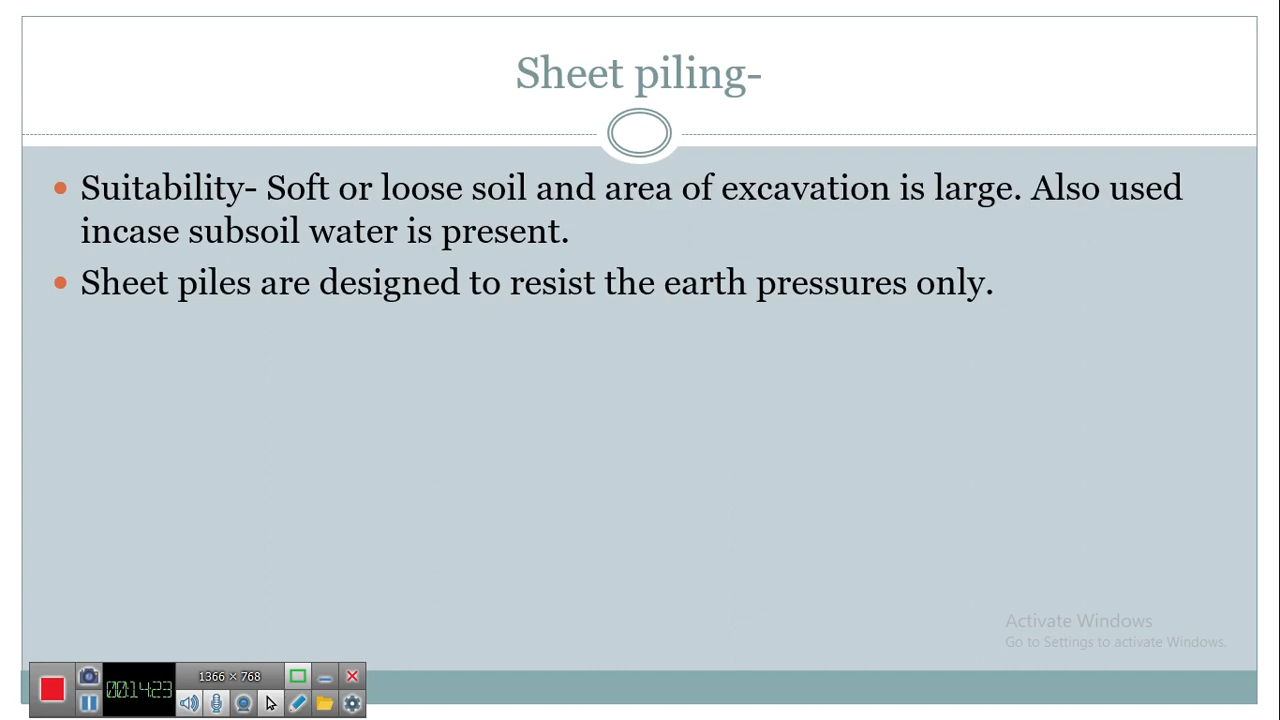 Sheet piling-
Suitability- Soft or loose soil and area of excavation is large. Also used
incase subsoil water is present.
Sheet piles are designed to resist the earth pressures only.
Activate Windows
Go to Settings to activate Windows.
1366 × 768
00:14:23